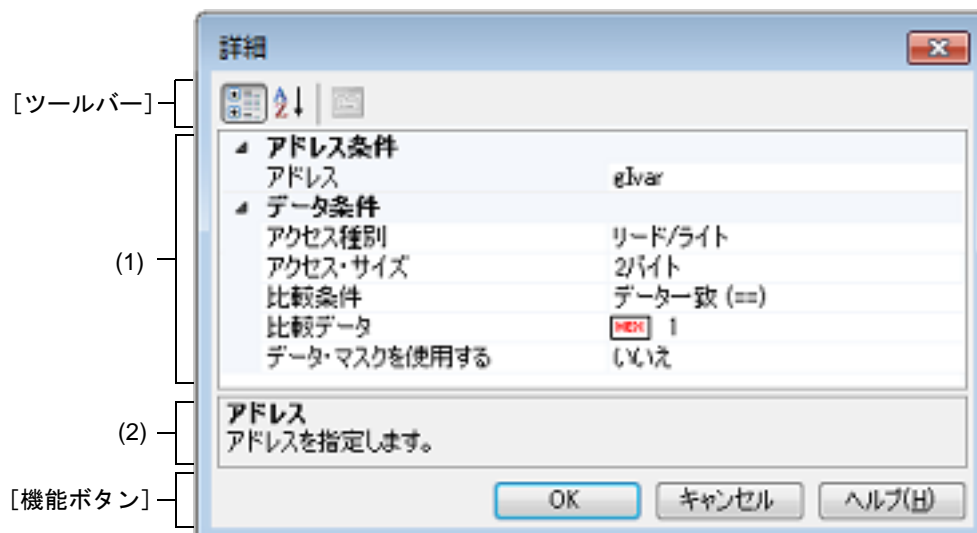 詳細
[ツールバー]
アドレス条件
アドレス glvar
データ条件
アクセス種別 リード/ライト
アクセス・サイズ 2バイト
比較条件 データ一致 (==)
比較データ HEX 1
データ・マスクを使用する いいえ
(1)
アドレス
アドレスを指定します。
(2)
[機能ボタン]
OK キャンセル ヘルプ(H)